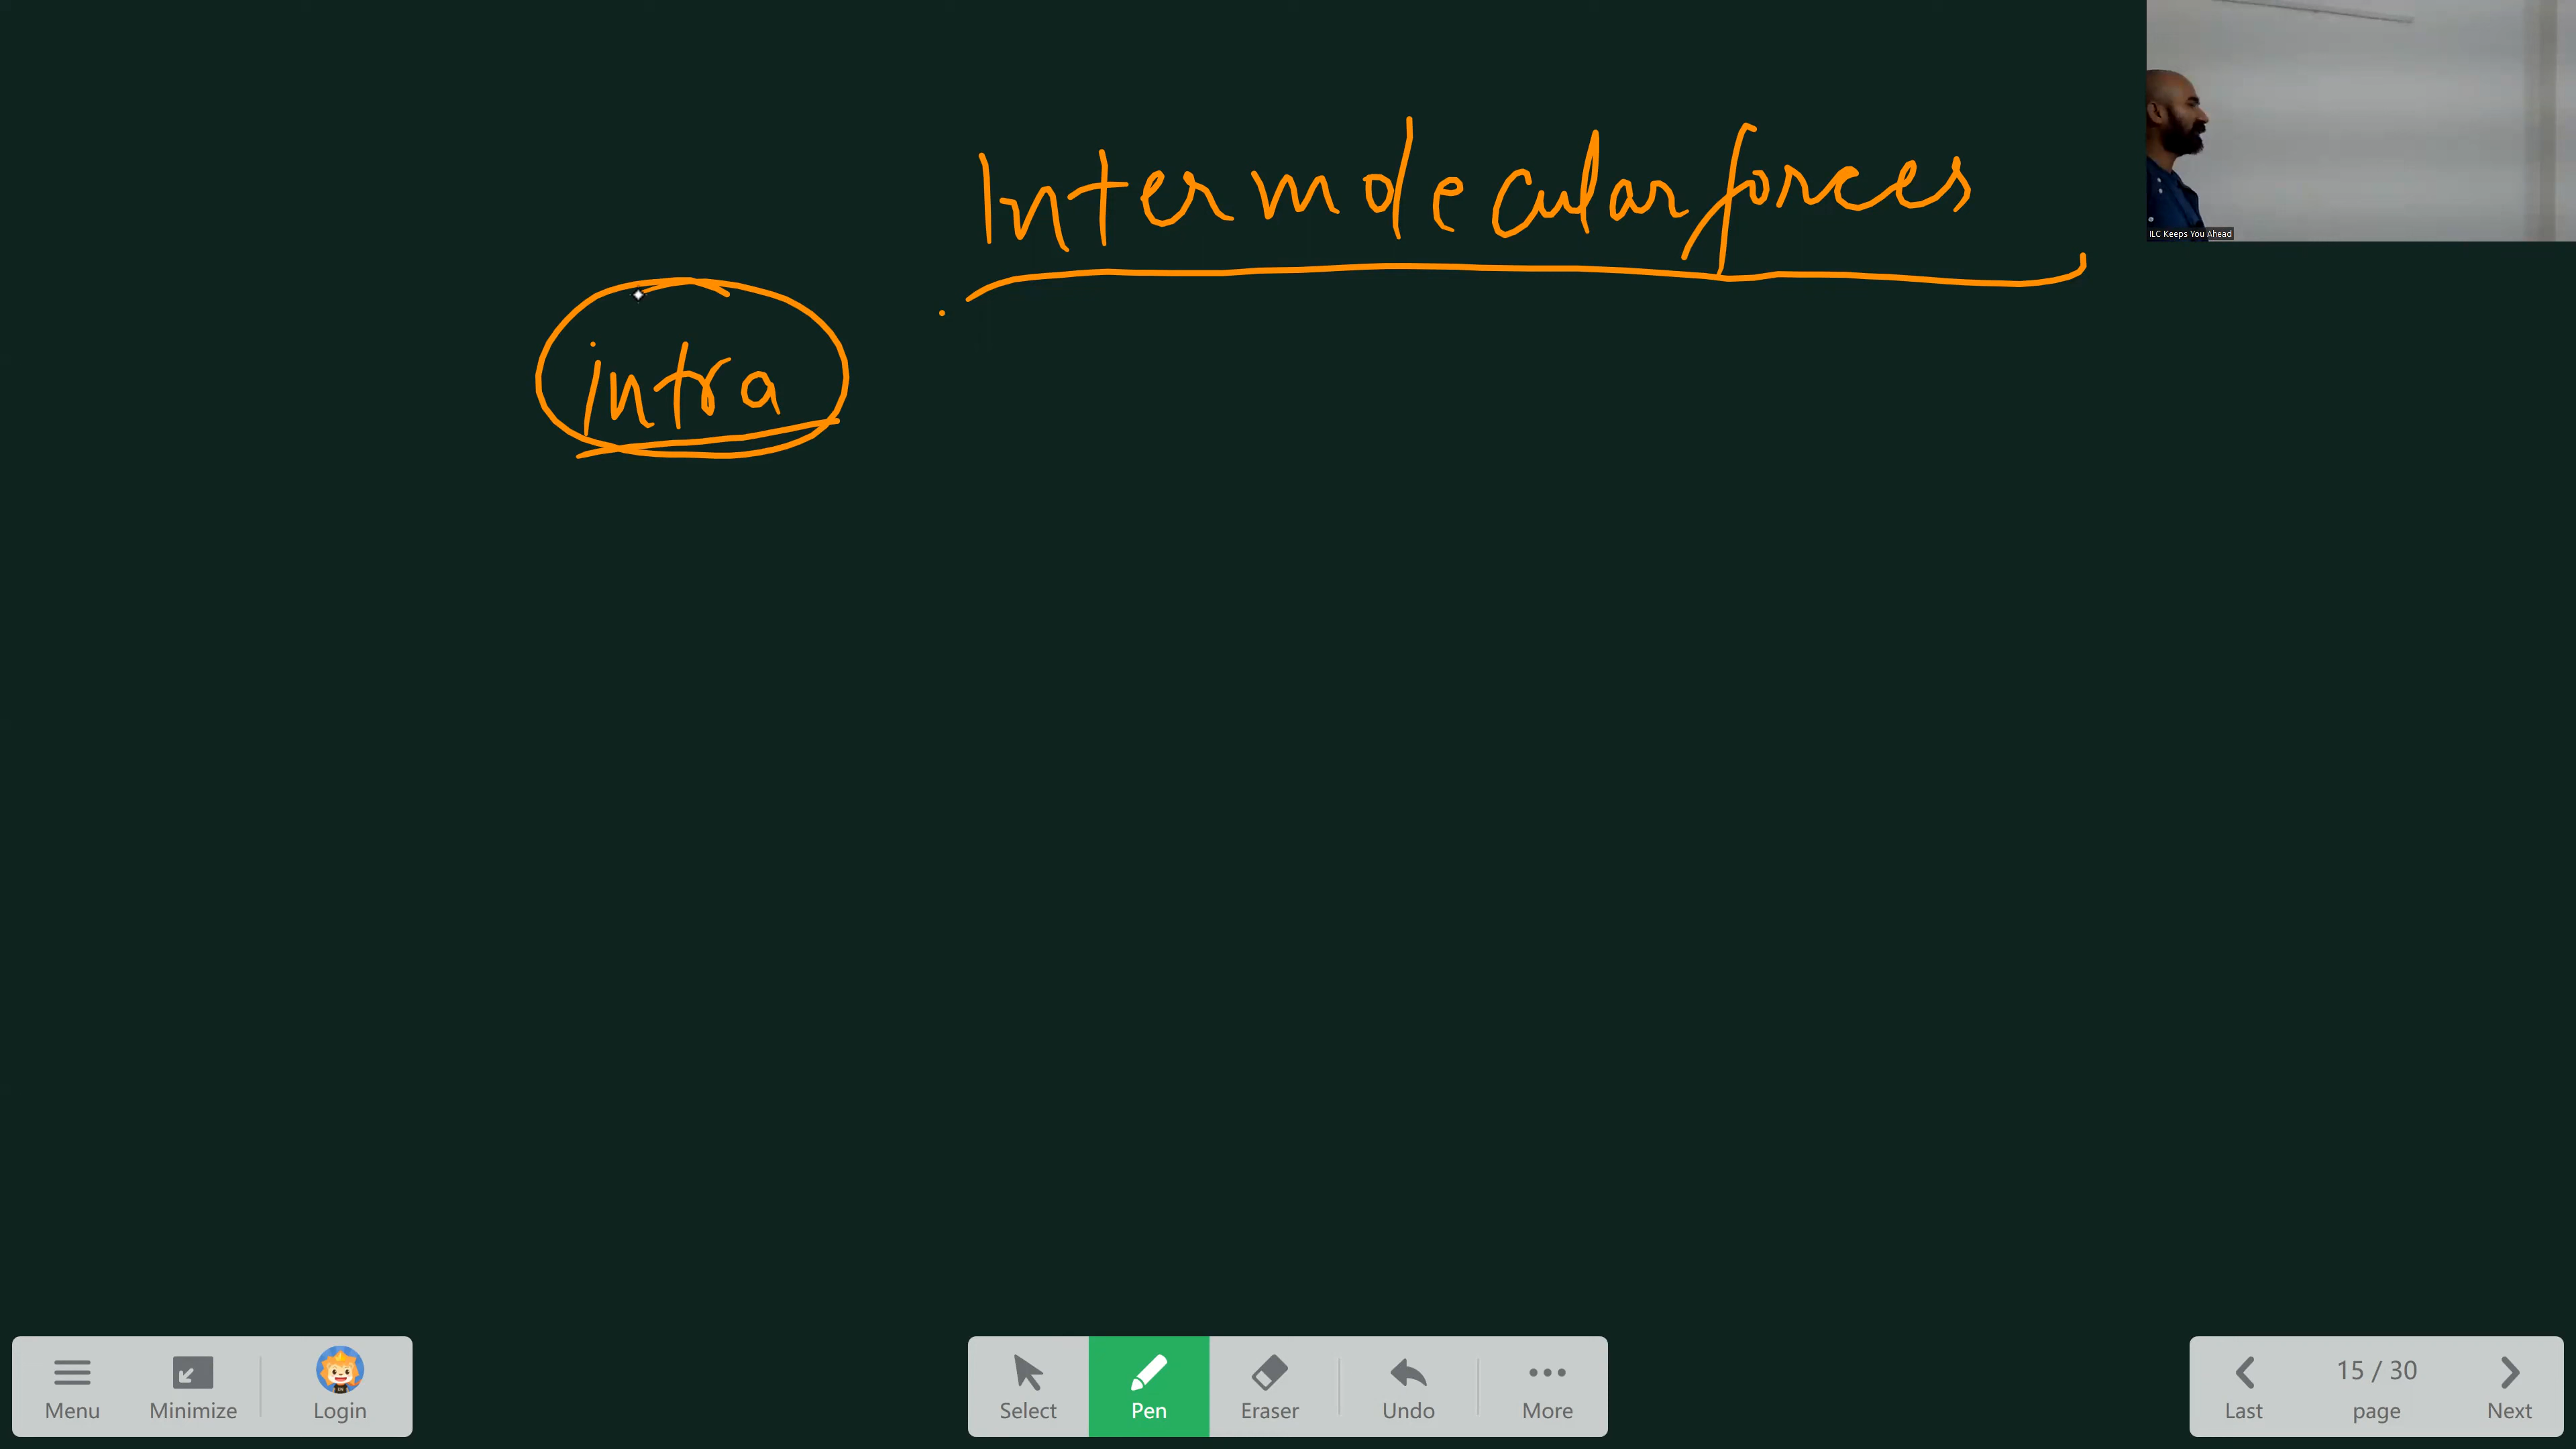 Intermolecular forces
ILC Keeps You Ahead
intra
Menu
Minimize
Login
Select
Pen
Eraser
Undo
More
Last
15 / 30
page
Next